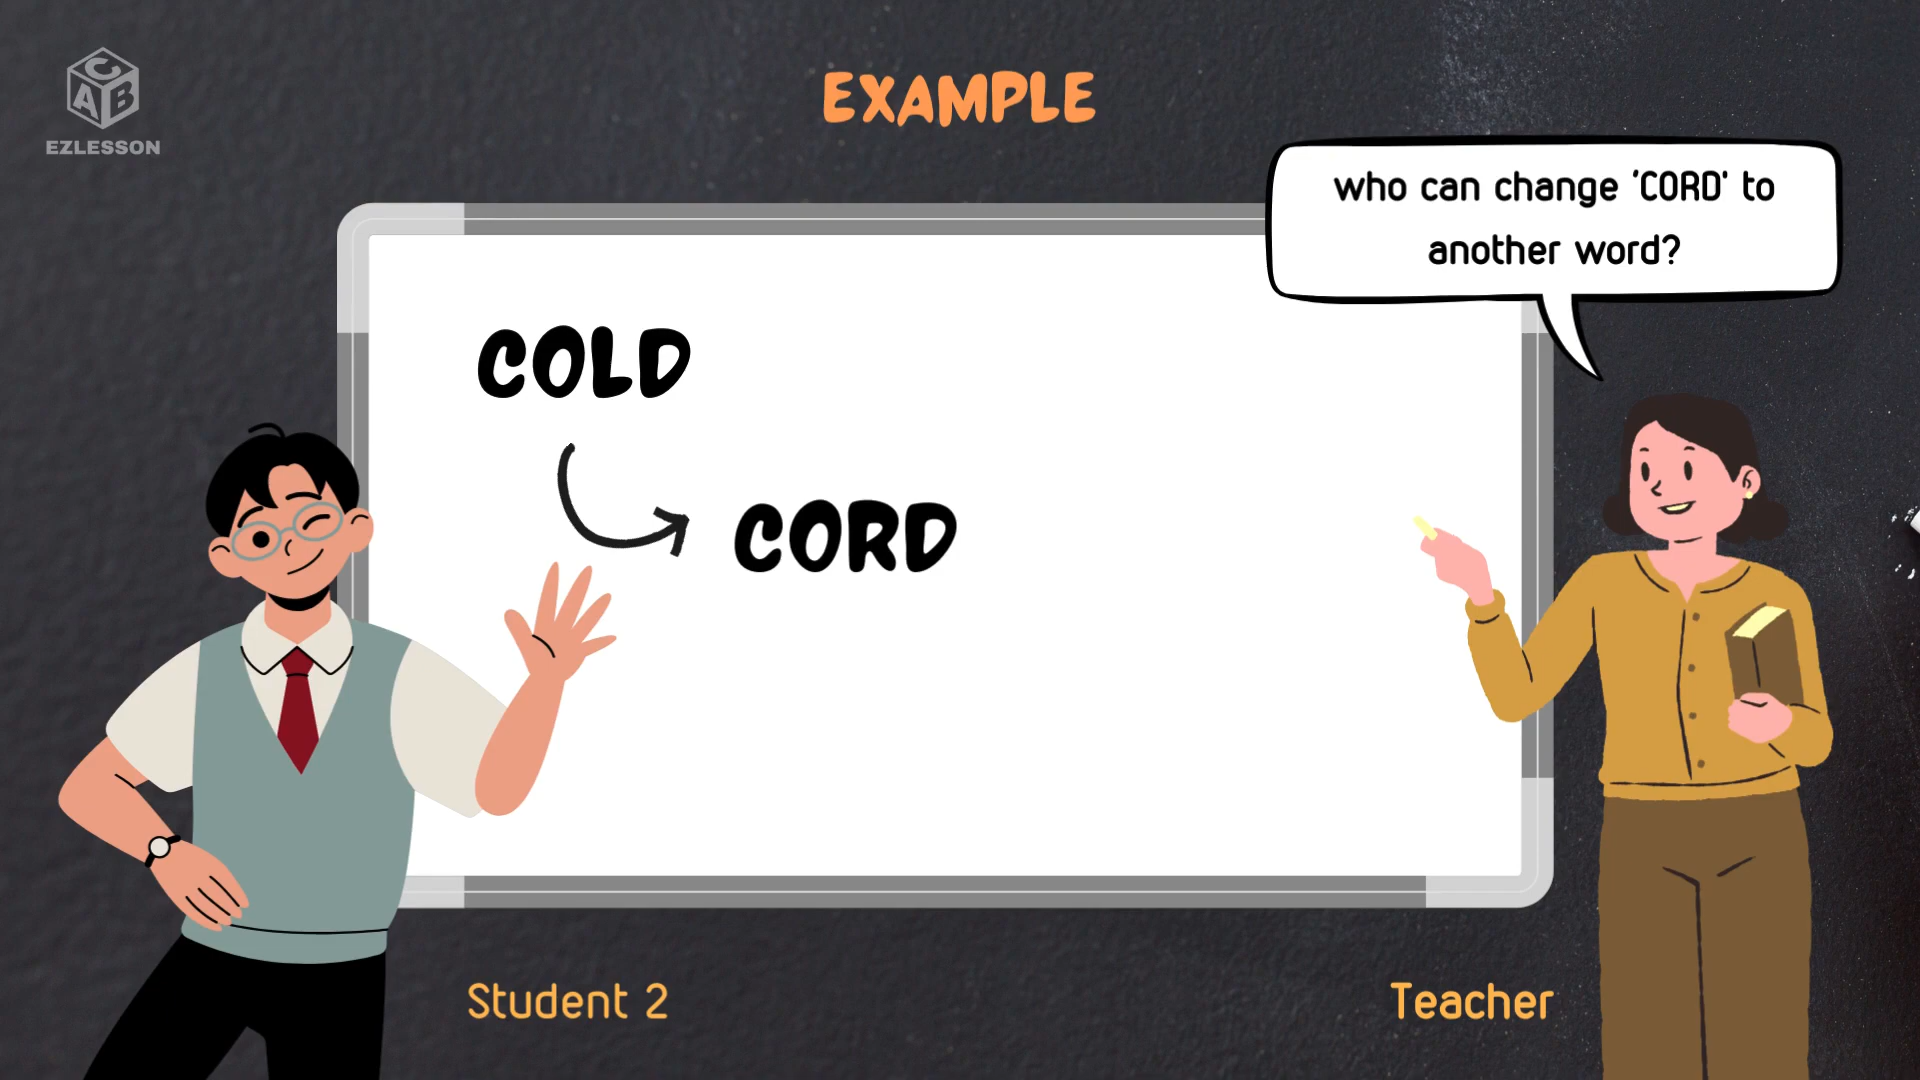 C
A B
EZLESSON
EXAMPLE
who can change 'CORD' to
another word?
COLD
CORD
Student 2
Teacher